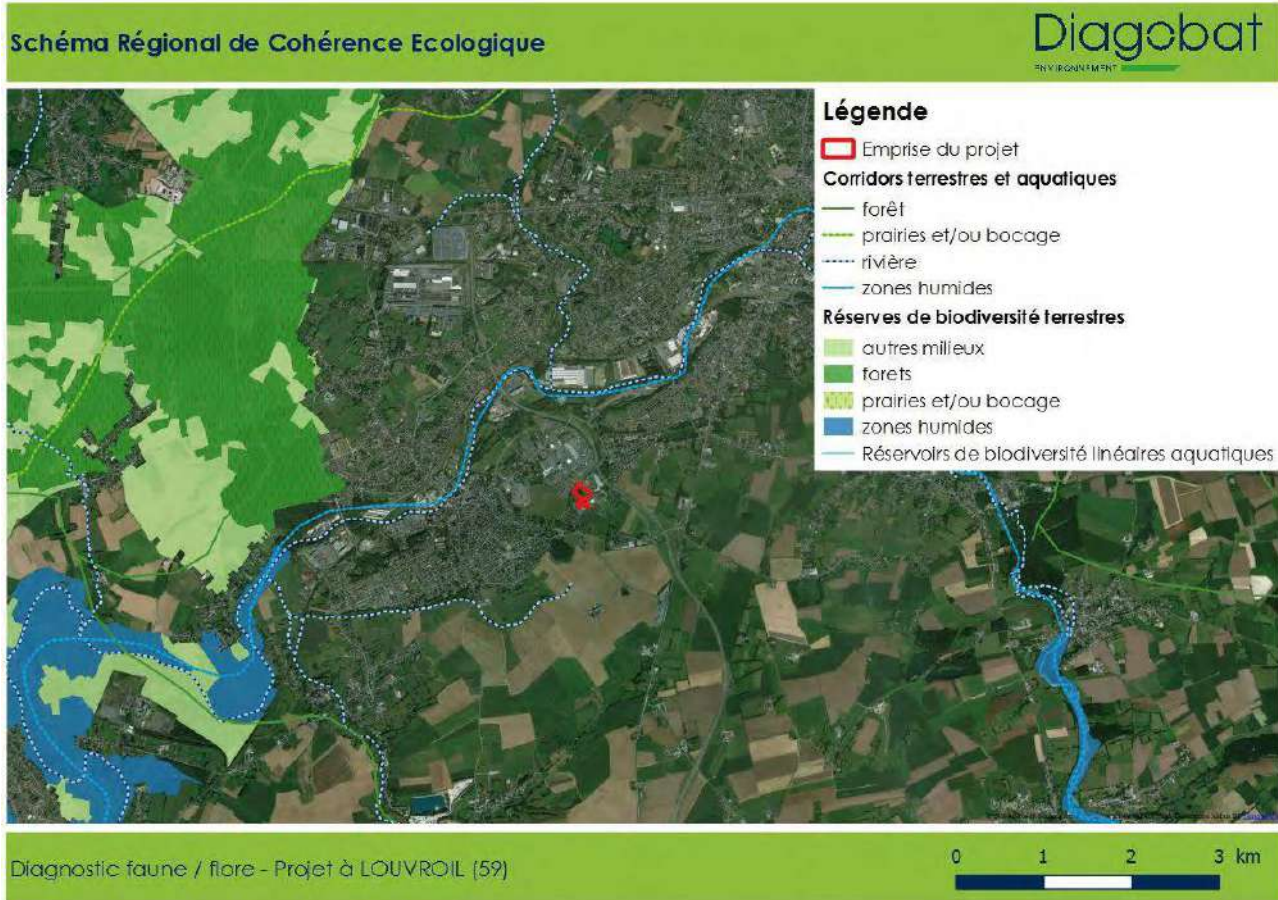 Schéma Régional de Cohérence Ecologique
Diagobat
ENVIRONNEMENT
Légende
Emprise du projet
Corridors terrestres et aquatiques
forêt
prairies et/ou bocage
rivière
zones humides
Réserves de biodiversité terrestres
autres milieux
forets
prairies et/ou bocage
zones humides
Réservoirs de biodiversité linéaires aquatiques
Diagnostic faune / flore - Projet à LOUVROIL (59)
0 1 2 3 km